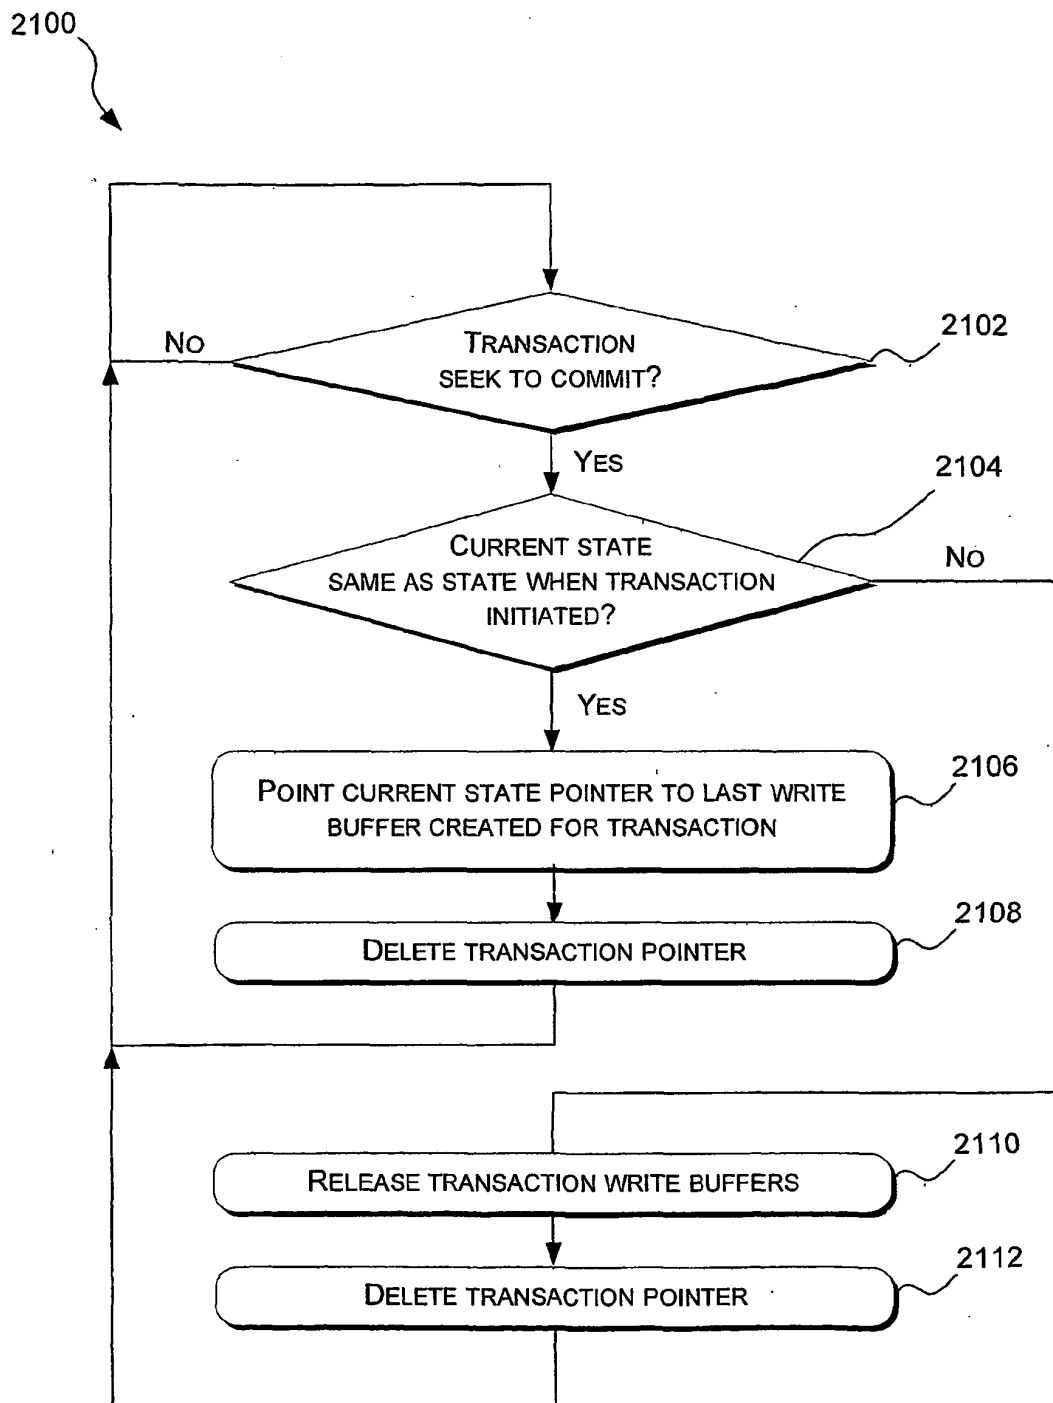 2100
No
TRANSACTION
SEEK TO COMMIT?
2102
YES
2104
CURRENT STATE
SAME AS STATE WHEN TRANSACTION
INITIATED?
No
YES
POINT CURRENT STATE POINTER TO LAST WRITE
BUFFER CREATED FOR TRANSACTION
2106
DELETE TRANSACTION POINTER
2108
RELEASE TRANSACTION WRITE BUFFERS
2110
DELETE TRANSACTION POINTER
2112